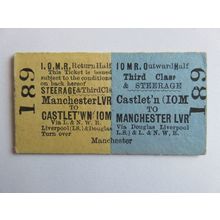 189
I.O.M.R. Return Half
This Ticket is issued
subject to the conditions
on back hereof
STEERAGE & Third Class
Manchester LVR
TO
CASTLET'WN (IOM
Via L. & N. W. R.
Liverpool (L.S.) & Douglas
Turn over
I O M.R. Outward Half
Third Class
& STEERAGE
Castlet'n (IOM
TO
MANCHESTER LVR
Via Douglas Liverpool
(L.S.) & L. & N. W. R.
Manchester
189